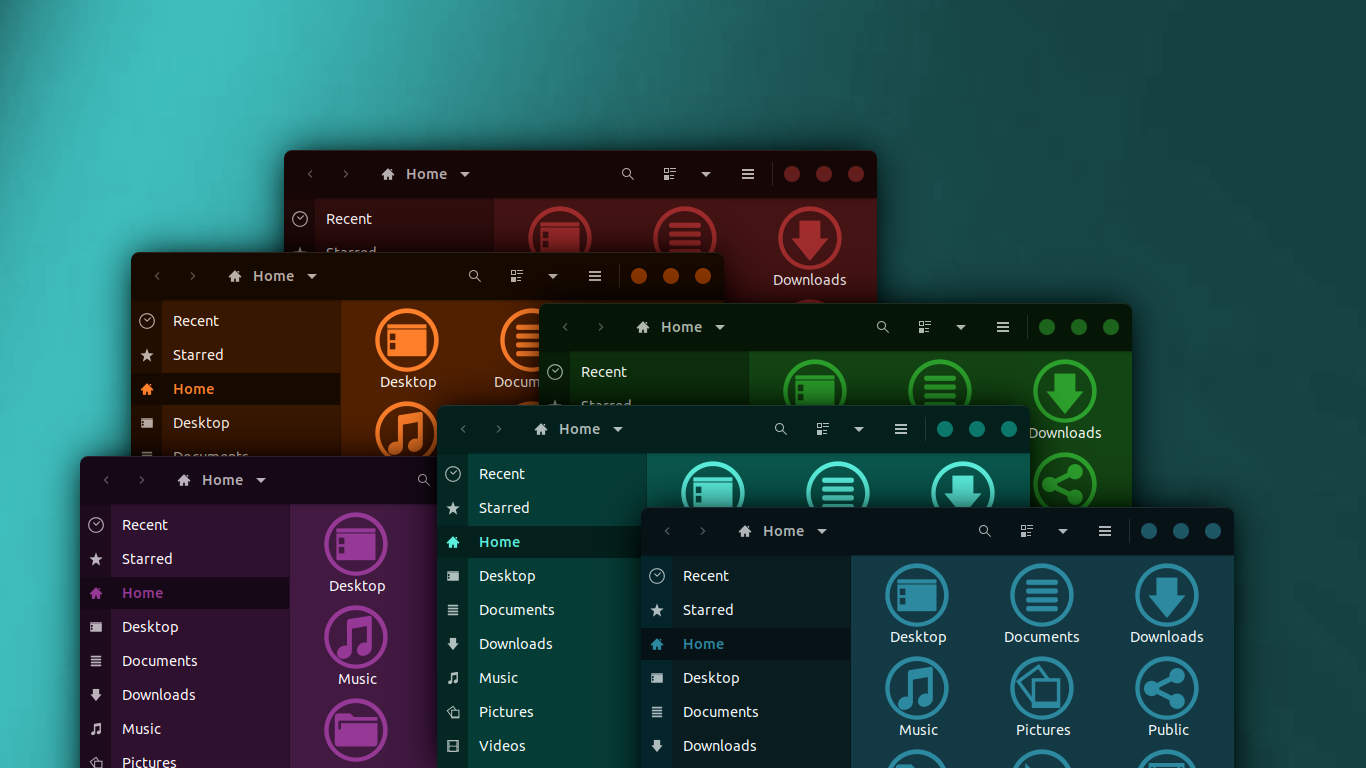 Home
Recent
Starred
Downloads
Home
Recent
Starred
Home
Desktop
Documents
Desktop
Home
Recent
Starred
Downloads
Home
Recent
Starred
Home
Desktop
Documents
Downloads
Music
Pictures
Videos
Home
Recent
Starred
Home
Desktop
Documents
Downloads
Music
Pictures
Desktop
Music
Home
Recent
Starred
Home
Desktop
Documents
Downloads
Desktop
Documents
Downloads
Music
Pictures
Public